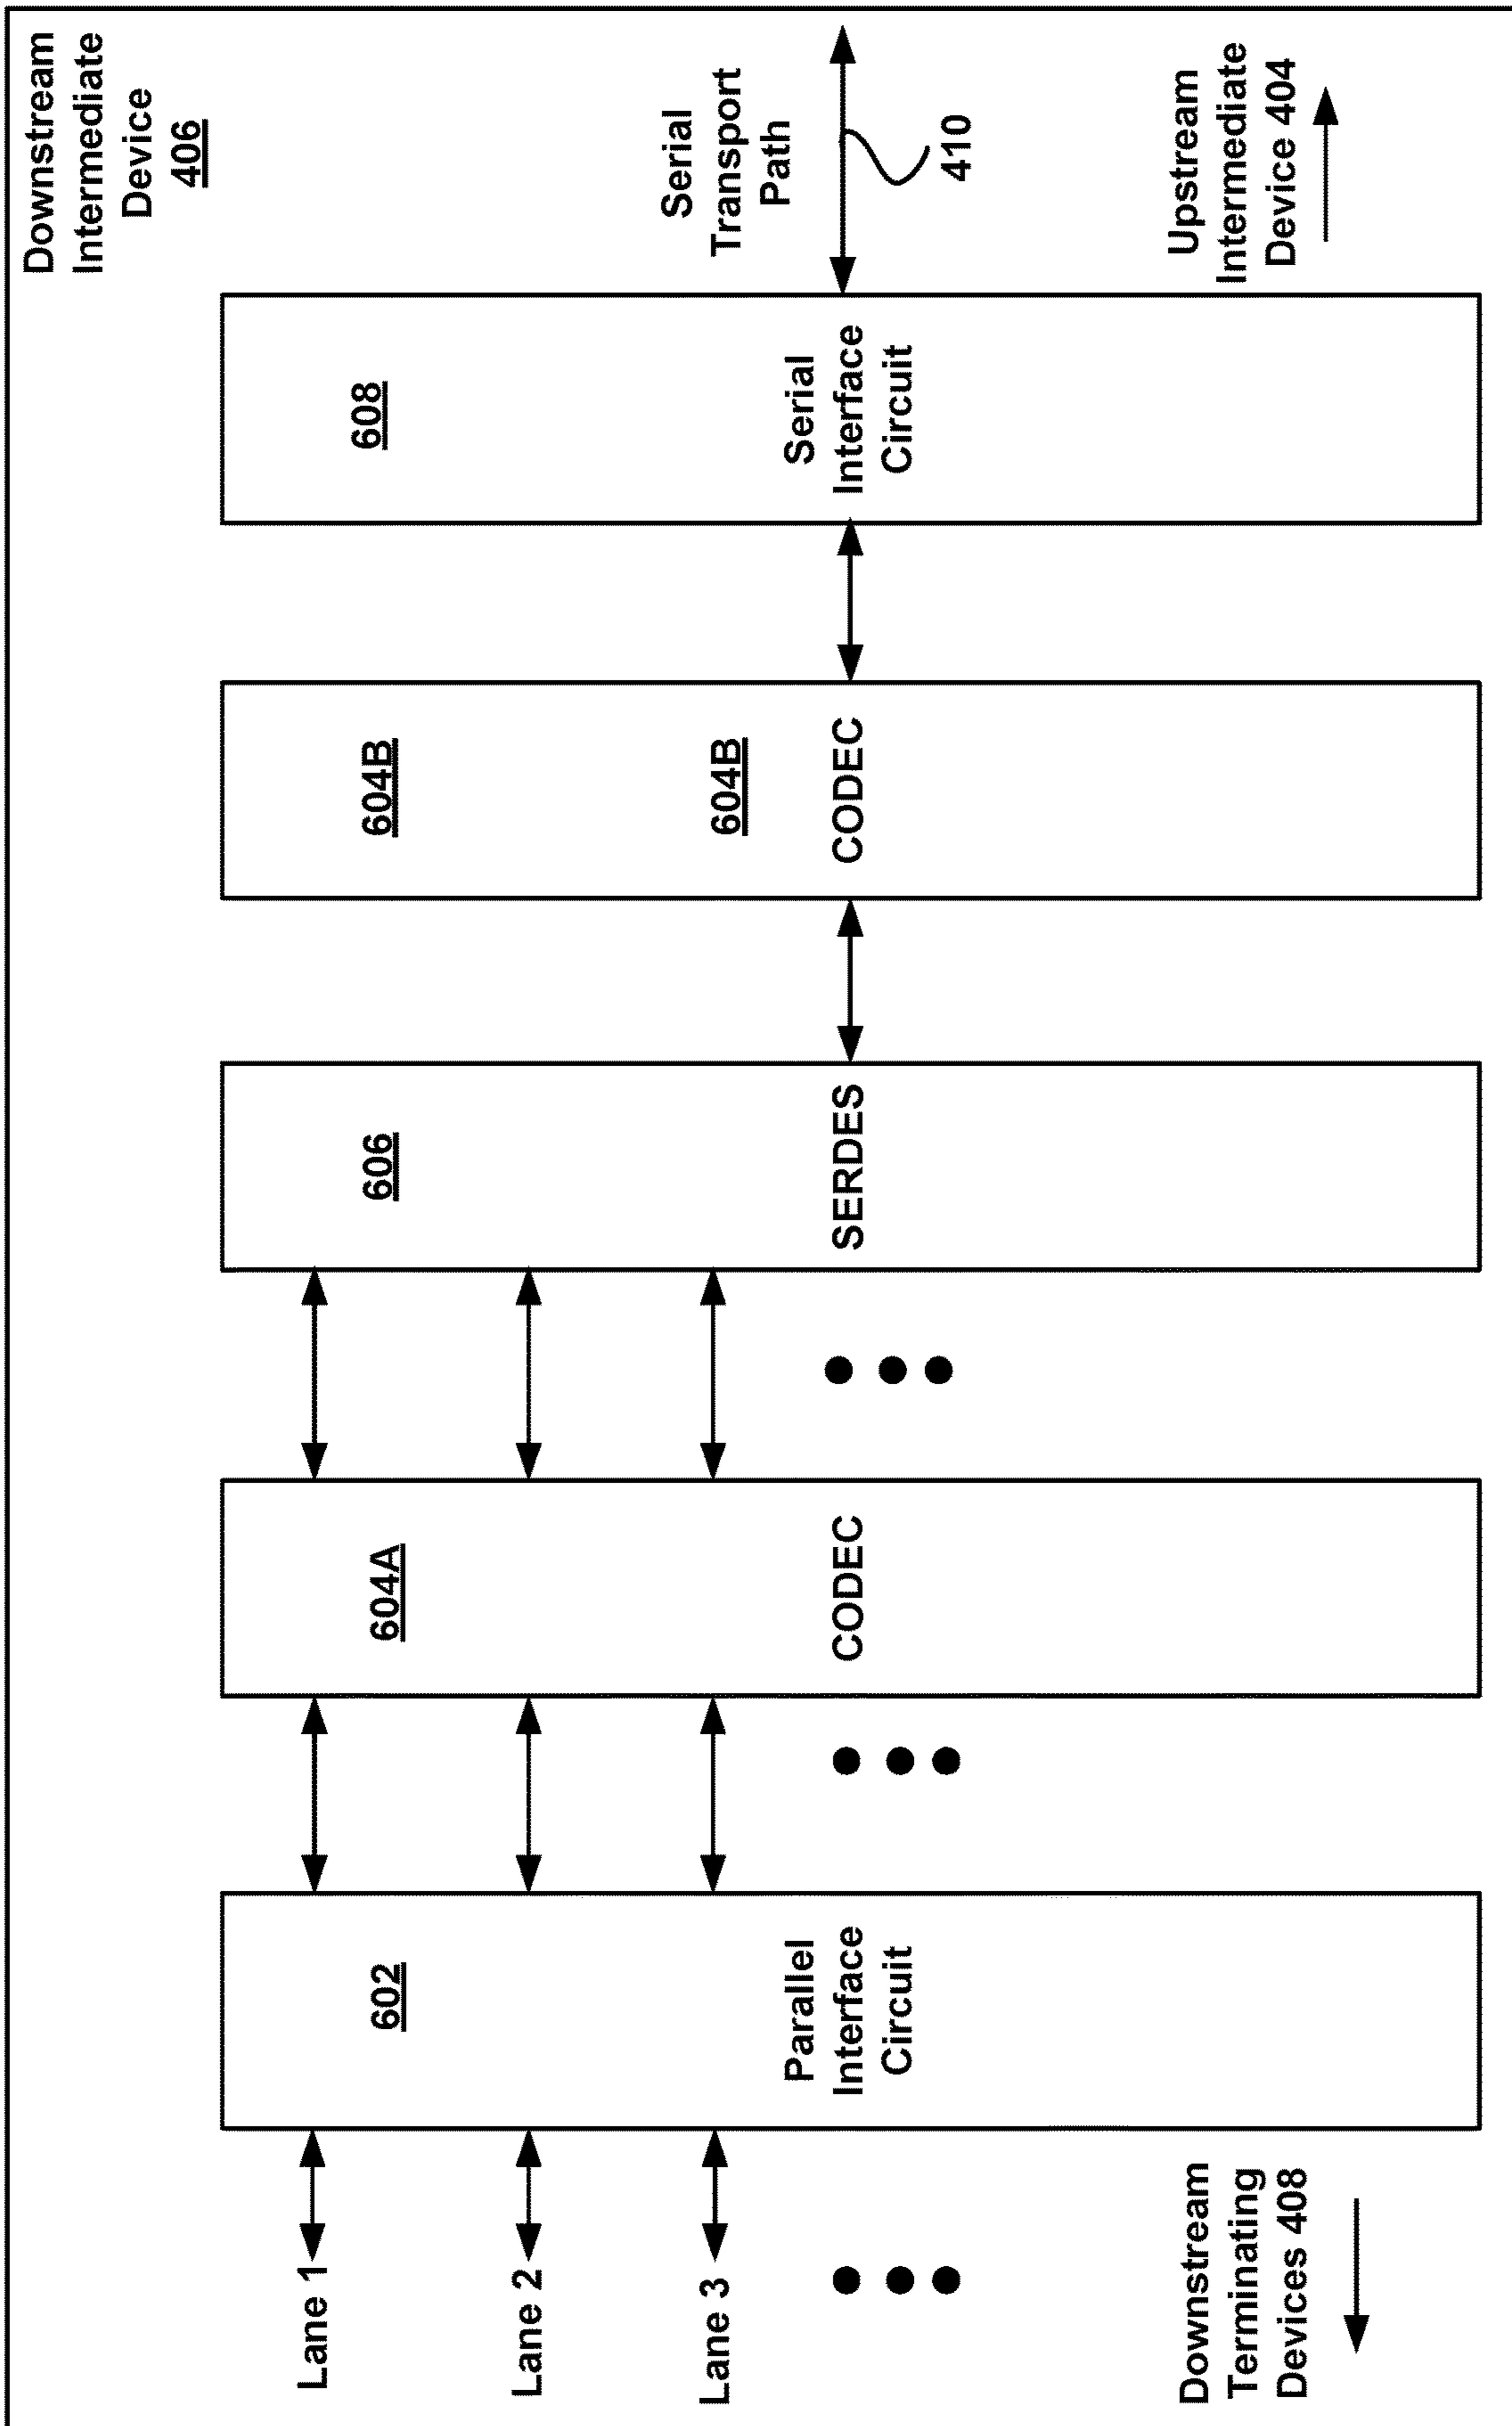 Downstream
Intermediate
Device
406
Lane 1
Lane 2
Lane 3
602
Parallel
Interface
Circuit
604A
CODEC
606
SERDES
604B
604B
CODEC
608
Serial
Interface
Circuit
Serial
Transport
Path
410
Downstream
Terminating
Devices 408
Upstream
Intermediate
Device 404